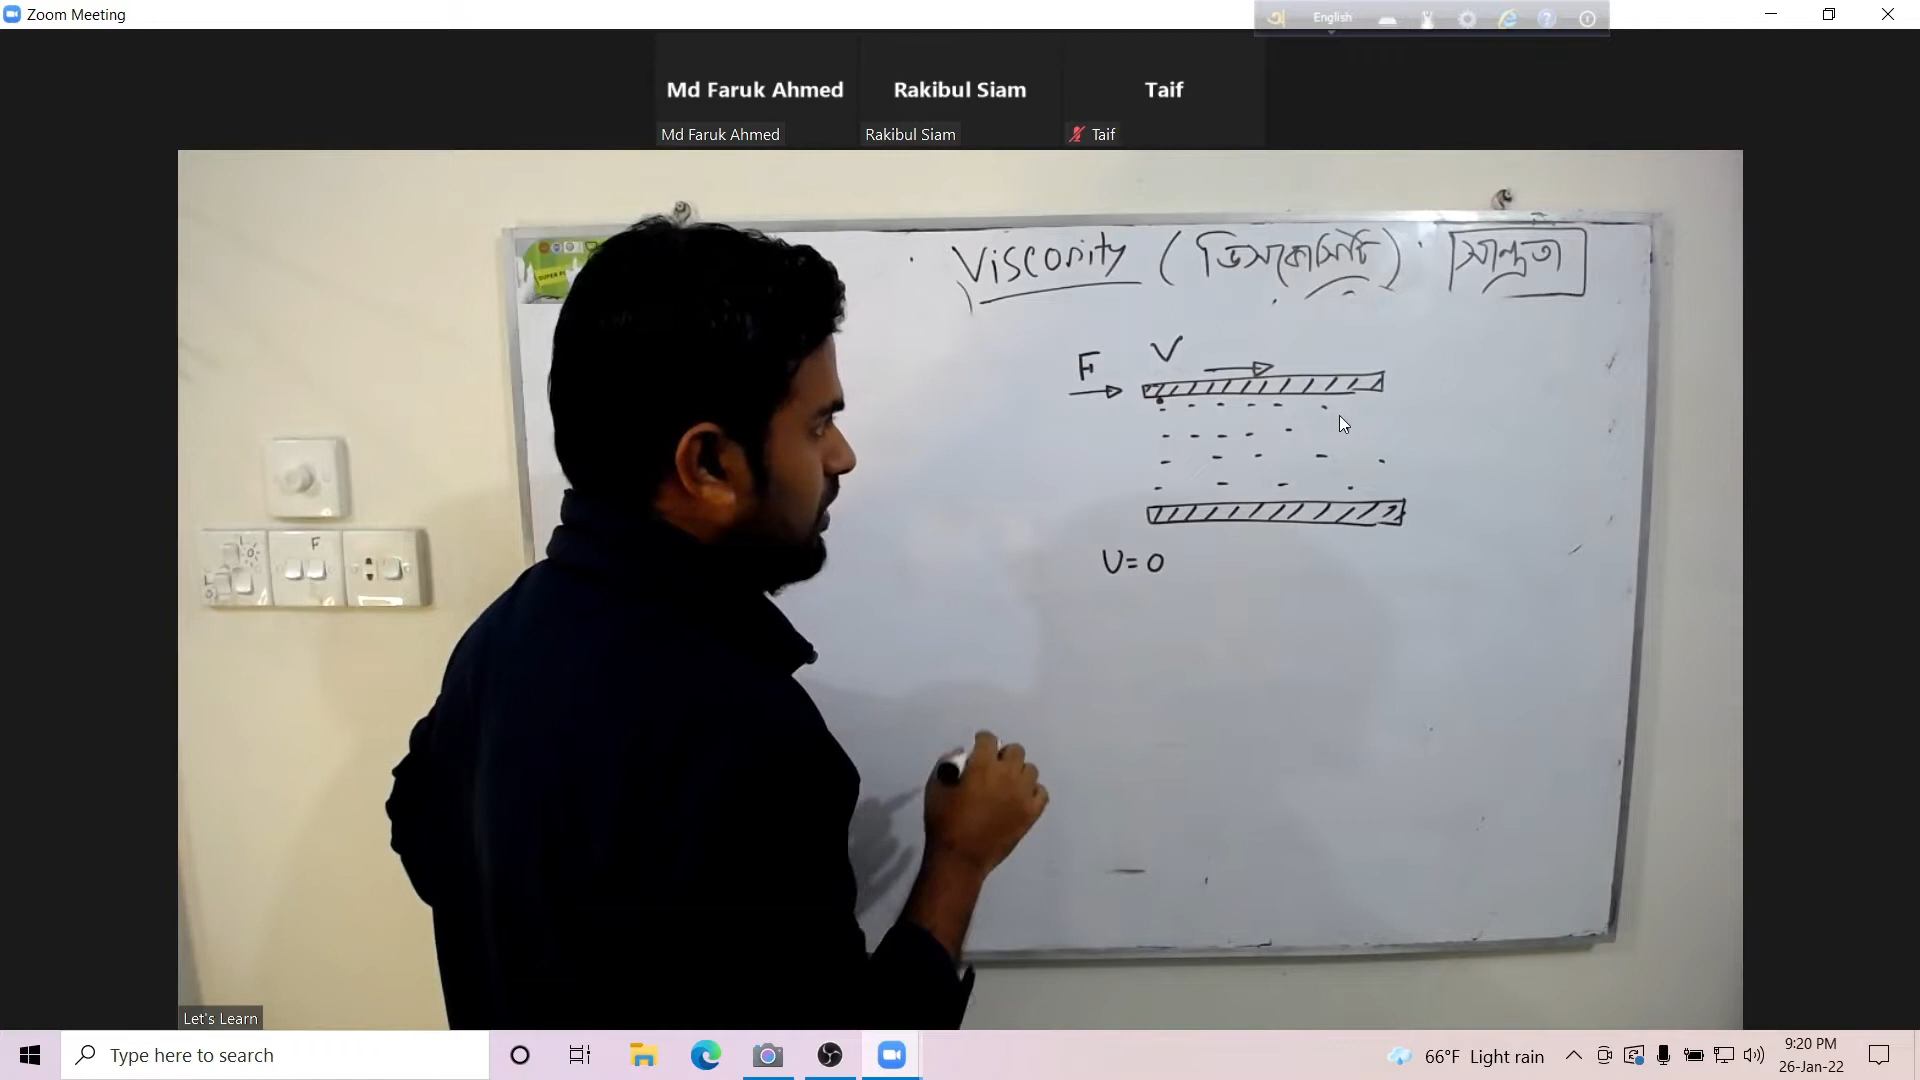 Zoom Meeting
English
Md Faruk Ahmed
Rakibul Siam
Taif
Md Faruk Ahmed
Rakibul Siam
Taif
Viscosity (ভিসকোসিটি) সান্দ্রতা
F V
U=0
F
Let's Learn
Type here to search
66°F Light rain
9:20 PM
26-Jan-22